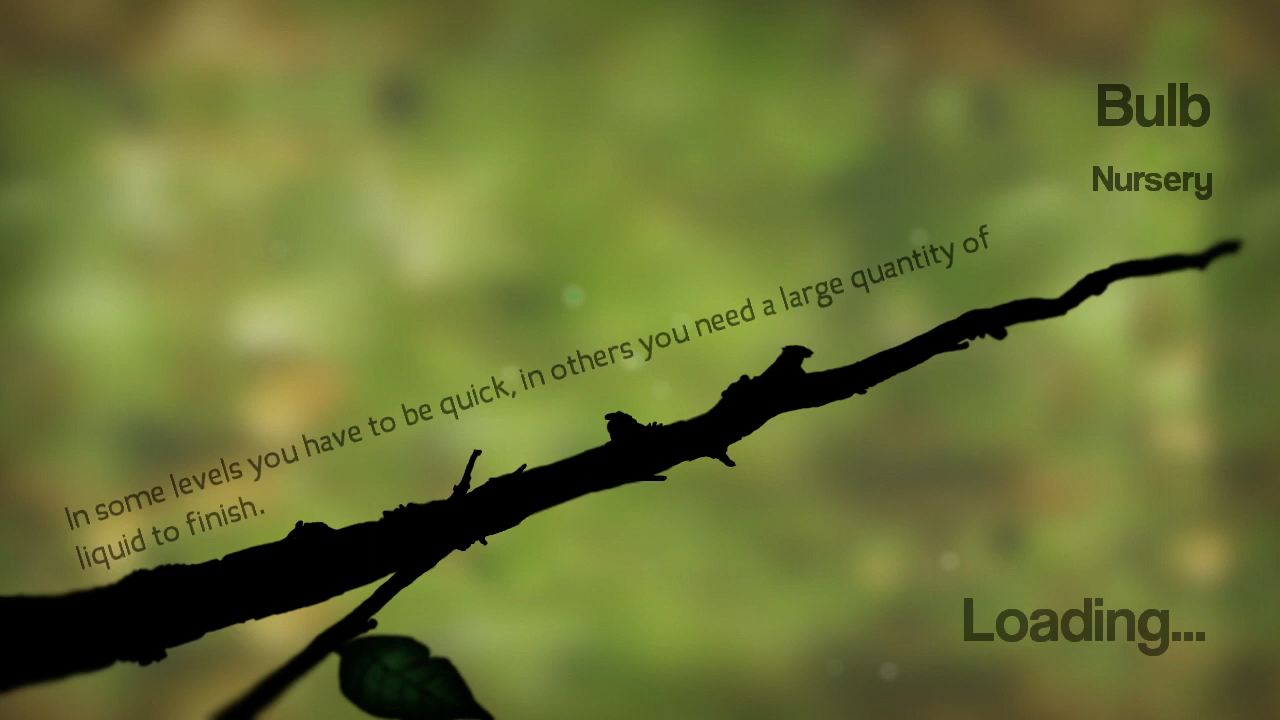 Bulb
Nursery
In some levels you have to be quick, in others you need a large quantity of
liquid to finish.
Loading...